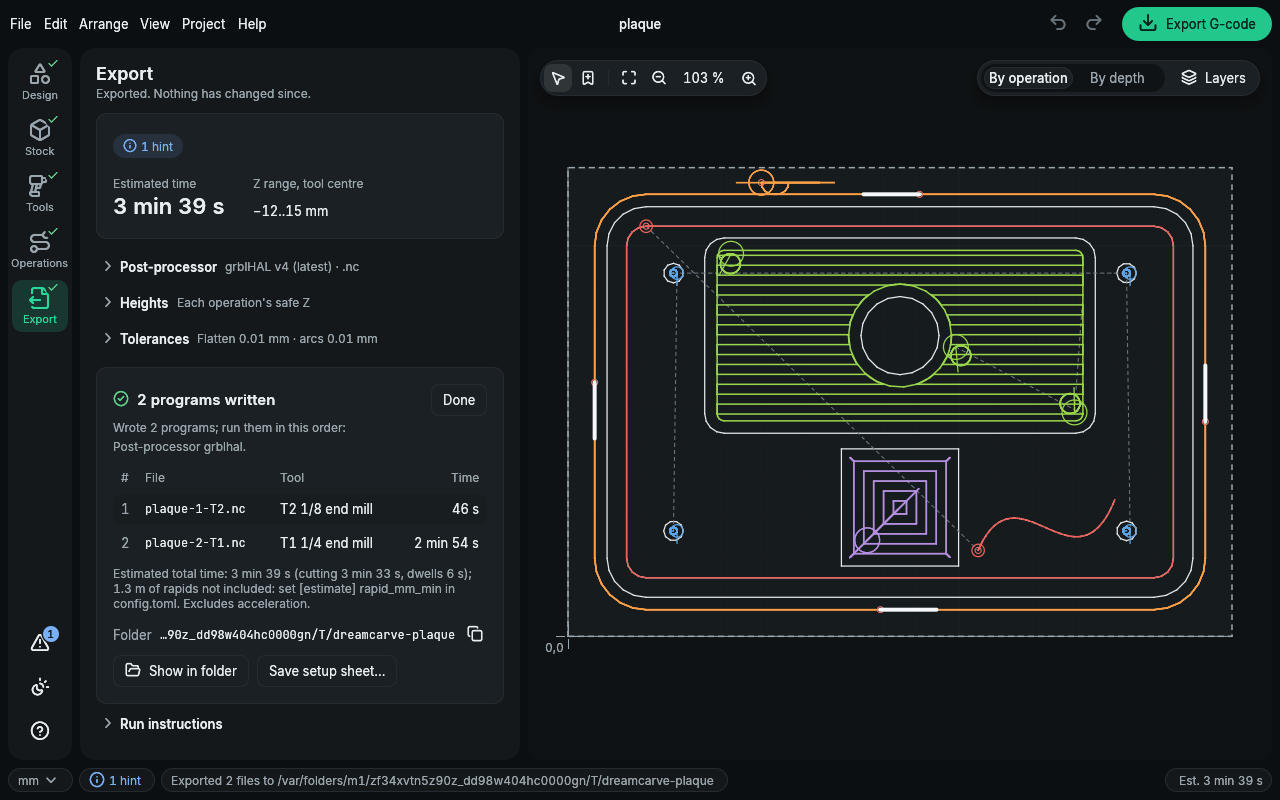 File Edit Arrange View Project Help
plaque
Export G-code
Design
Stock
Tools
Operations
Export
1
Export
Exported. Nothing has changed since.
1 hint
Estimated time
Z range, tool centre
3 min 39 s
−12..15 mm
Post-processor grblHAL v4 (latest) · .nc
Heights Each operation's safe Z
Tolerances Flatten 0.01 mm · arcs 0.01 mm
2 programs written
Done
Wrote 2 programs; run them in this order:
Post-processor grblhal.
# File Tool Time
1 plaque-1-T2.nc T2 1/8 end mill 46 s
2 plaque-2-T1.nc T1 1/4 end mill 2 min 54 s
Estimated total time: 3 min 39 s (cutting 3 min 33 s, dwells 6 s);
1.3 m of rapids not included: set [estimate] rapid_mm_min in
config.toml. Excludes acceleration.
Folder …90z_dd98w404hc0000gn/T/dreamcarve-plaque
Show in folder
Save setup sheet...
Run instructions
103 %
By operation
By depth
Layers
0,0
mm
1 hint
Exported 2 files to /var/folders/m1/zf34xvtn5z90z_dd98w404hc0000gn/T/dreamcarve-plaque
Est. 3 min 39 s